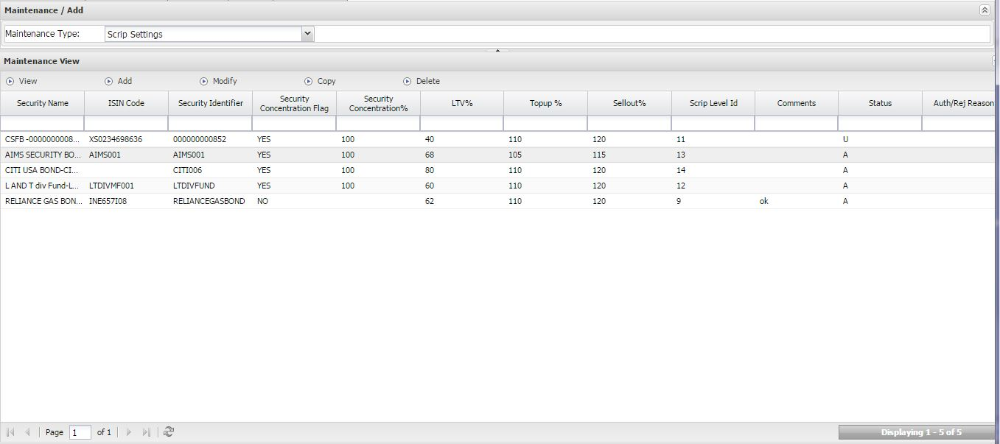 Maintenance / Add
Maintenance Type: Scrip Settings
Maintenance View
View Add Modify Copy Delete
Security Name ISIN Code Security Identifier Security Concentration Flag Security Concentration% LTV% Topup % Sellout% Scrip Level Id Comments Status Auth/Rej Reason
CSFB -0000000008... XS0234698636 000000000852 YES 100 40 110 120 11 U
AIMS SECURITY BO... AIMS001 AIMS001 YES 100 68 105 115 13 A
CITI USA BOND-CI... CITI006 YES 100 80 110 120 14 A
L AND T div Fund-L... LTDIVMF001 LTDIVFUND YES 100 60 110 120 12 A
RELIANCE GAS BON... INE657I08 RELIANCEGASBOND NO 62 110 120 9 ok A
Page 1 of 1 Displaying 1 - 5 of 5